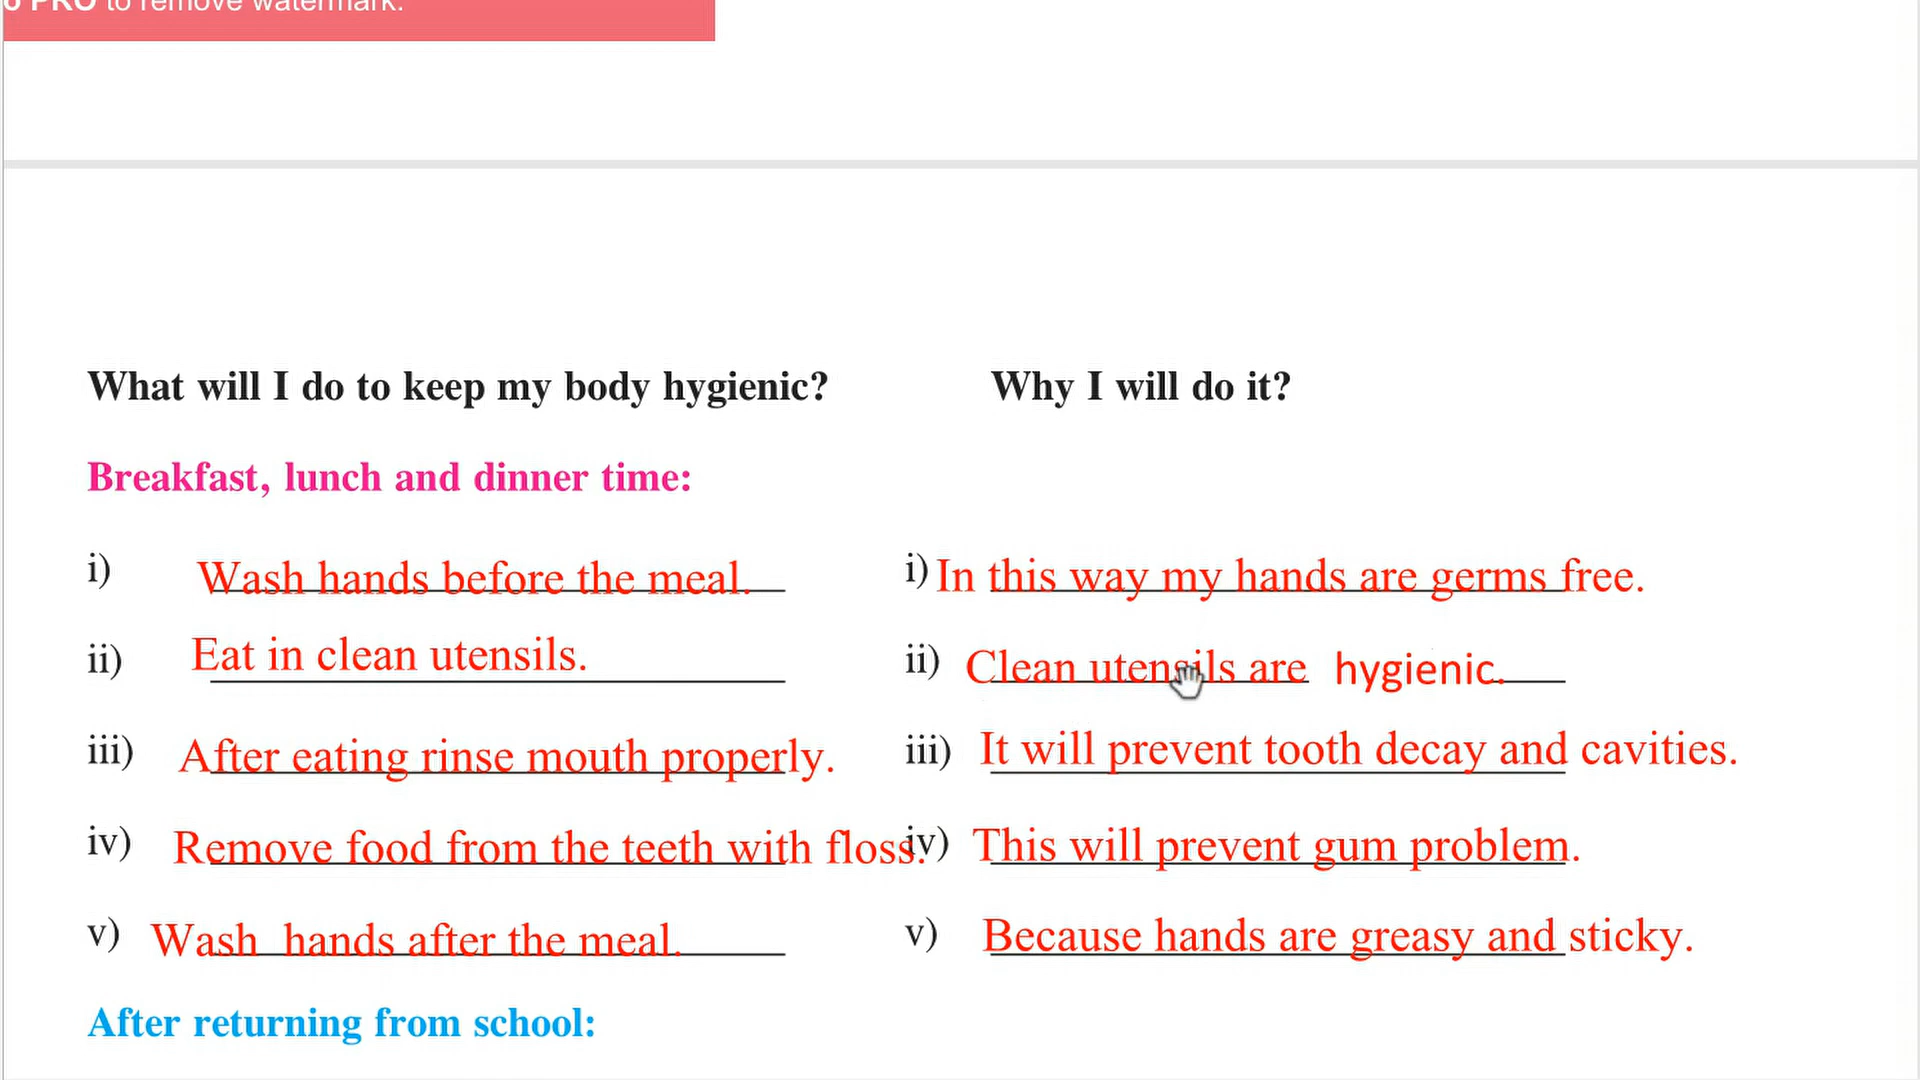 PRO to remove watermark.
What will I do to keep my body hygienic? Why I will do it?
Breakfast, lunch and dinner time:
i) Wash hands before the meal. i) In this way my hands are germs free.
ii) Eat in clean utensils. ii) Clean utensils are hygienic.
iii) After eating rinse mouth properly. iii) It will prevent tooth decay and cavities.
iv) Remove food from the teeth with floss. iv) This will prevent gum problem.
v) Wash hands after the meal. v) Because hands are greasy and sticky.
After returning from school: